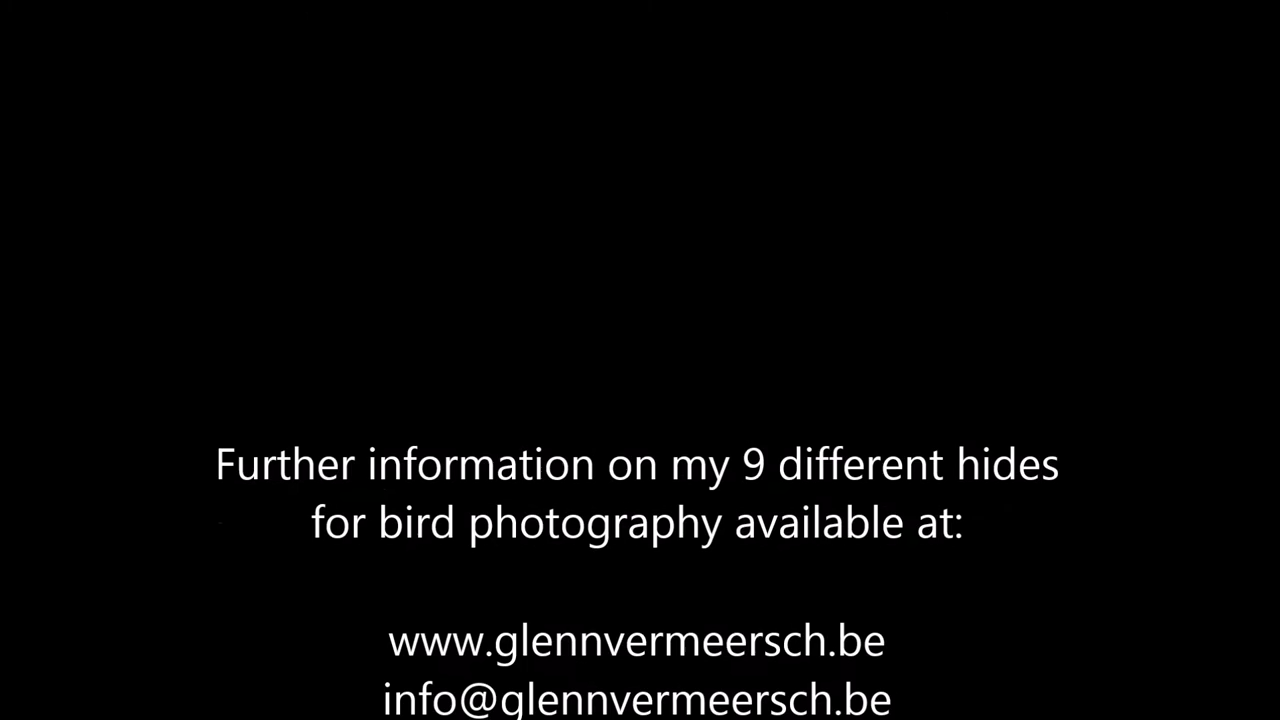 Further information on my 9 different hides
for bird photography available at:
www.glennvermeersch.be
info@glennvermeersch.be